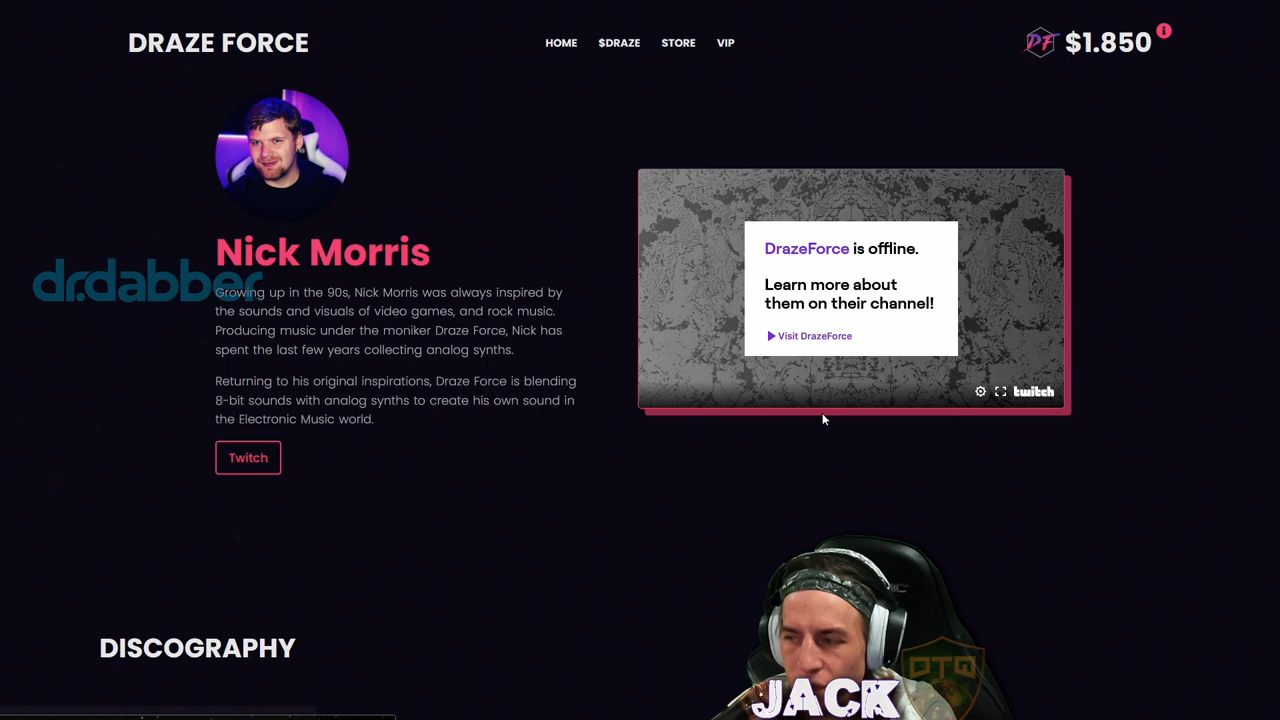 DRAZE FORCE
HOME $DRAZE STORE VIP
DF $1.850 i
Nick Morris
dr.dabber
Growing up in the 90s, Nick Morris was always inspired by
the sounds and visuals of video games, and rock music.
Producing music under the moniker Draze Force, Nick has
spent the last few years collecting analog synths.
Returning to his original inspirations, Draze Force is blending
8-bit sounds with analog synths to create his own sound in
the Electronic Music world.
Twitch
DrazeForce is offline.
Learn more about
them on their channel!
Visit DrazeForce
twitch
DISCOGRAPHY
DTQ
JACK